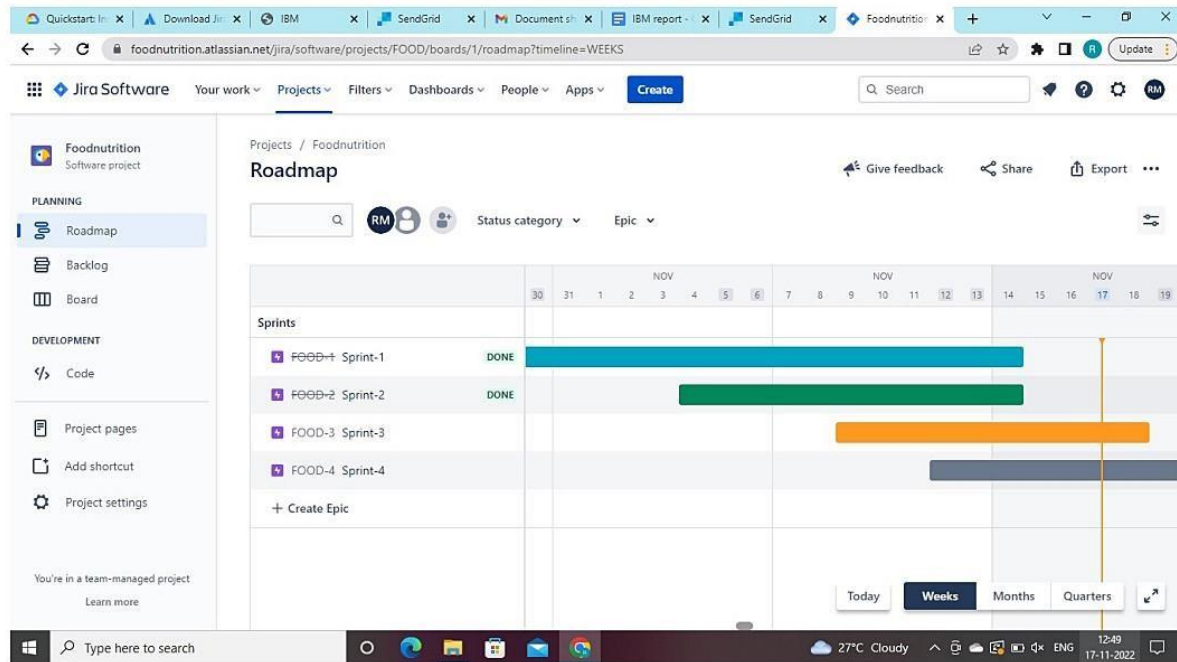 Quickstart: In
Download Jir
IBM
SendGrid
Document sh
IBM report -
SendGrid
Foodnutrition
foodnutrition.atlassian.net/jira/software/projects/FOOD/boards/1/roadmap?timeline=WEEKS
R
Update
Jira Software
Your work
Projects
Filters
Dashboards
People
Apps
Create
Search
RM
Foodnutrition
Software project
Projects / Foodnutrition
Roadmap
Give feedback
Share
Export
PLANNING
Roadmap
Backlog
Board
DEVELOPMENT
Code
Project pages
Add shortcut
Project settings
You're in a team-managed project
Learn more
RM
Status category
Epic
NOV NOV NOV
30 31 1 2 3 4 5 6 7 8 9 10 11 12 13 14 15 16 17 18 19
Sprints
FOOD-1 Sprint-1 DONE
FOOD-2 Sprint-2 DONE
FOOD-3 Sprint-3
FOOD-4 Sprint-4
+ Create Epic
Today
Weeks
Months
Quarters
Type here to search
27°C Cloudy
ENG
12:49
17-11-2022